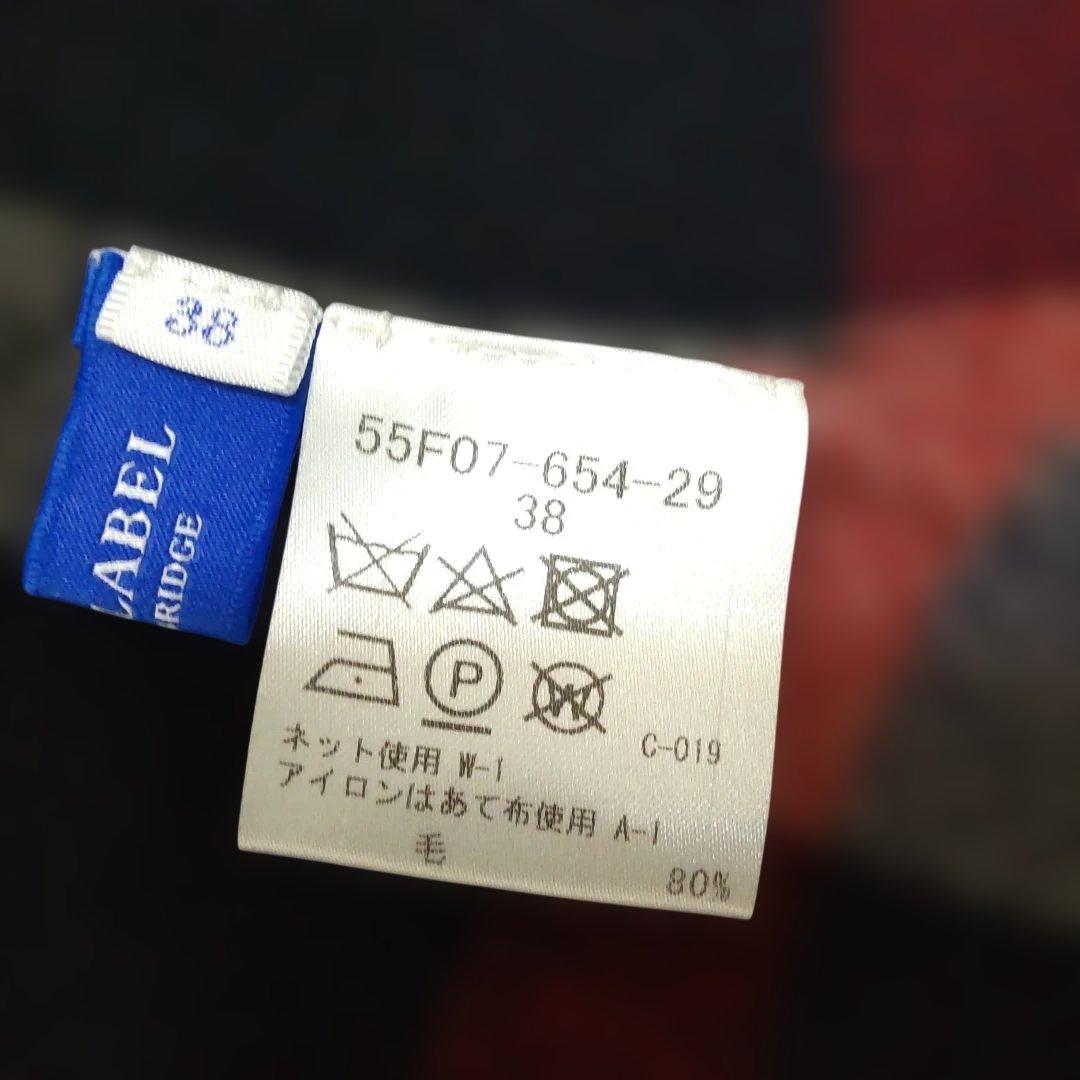 38
LABEL
BRIDGE
55F07-654-29
38
P
W
C-019
ネット使用 W-1
アイロンはあて布使用 A-1
毛 80%